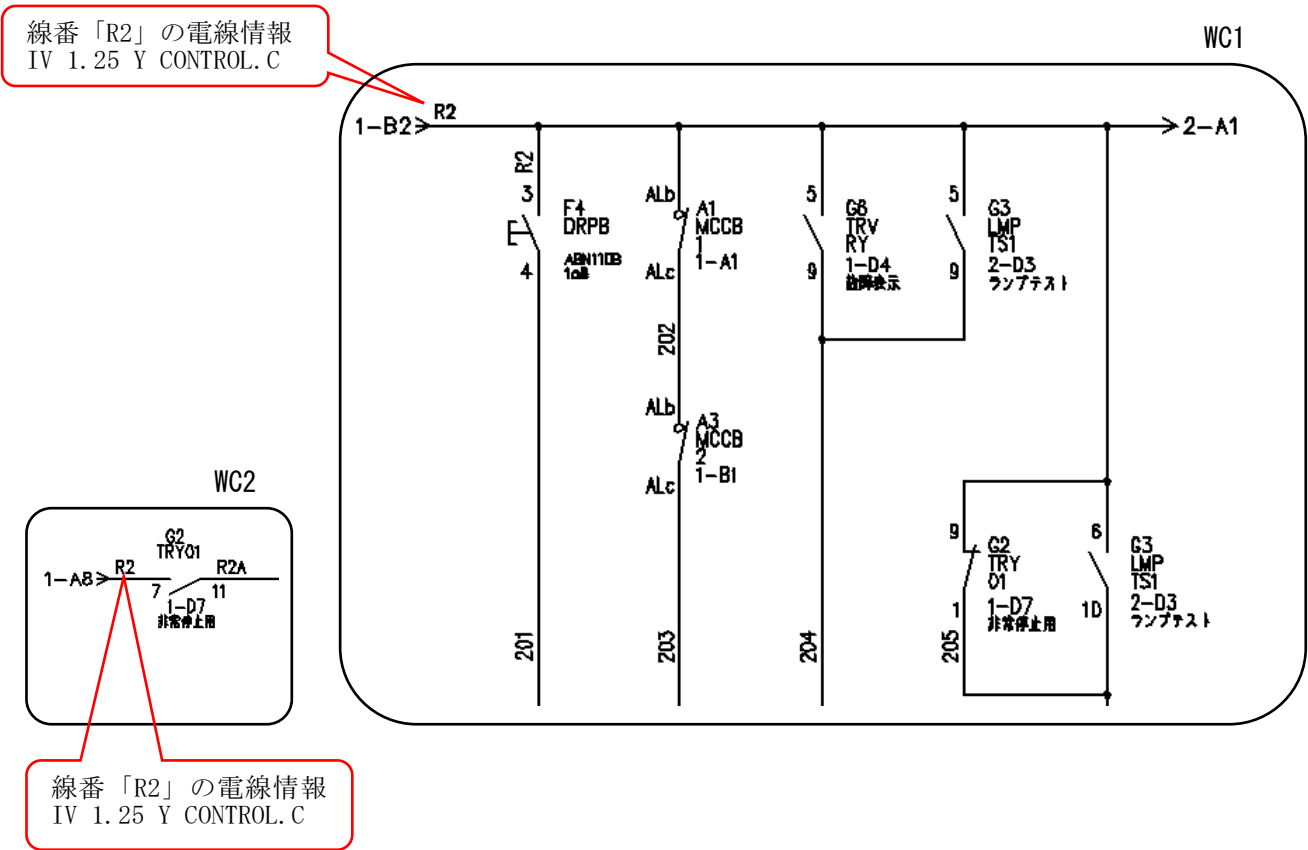 線番「R2」の電線情報
IV 1.25 Y CONTROL.C
WC1
1-B2
R2
2-A1
R2
3
4
F4
DRPB
ALb
ALc
A1
MCCB
1
1-A1
5
9
G6
TRV
RY
1-D4
故障表示
5
9
G3
LMP
TS1
2-D3
ランプテスト
202
ALb
ALc
A3
MCCB
2
1-B1
9
1
G2
TRY
01
1-D7
非常停止用
6
10
G3
LMP
TS1
2-D3
ランプテスト
201
203
204
205
WC2
G2
TRY01
1-A8
R2
R2A
7
11
1-D7
非常停止用
線番「R2」の電線情報
IV 1.25 Y CONTROL.C